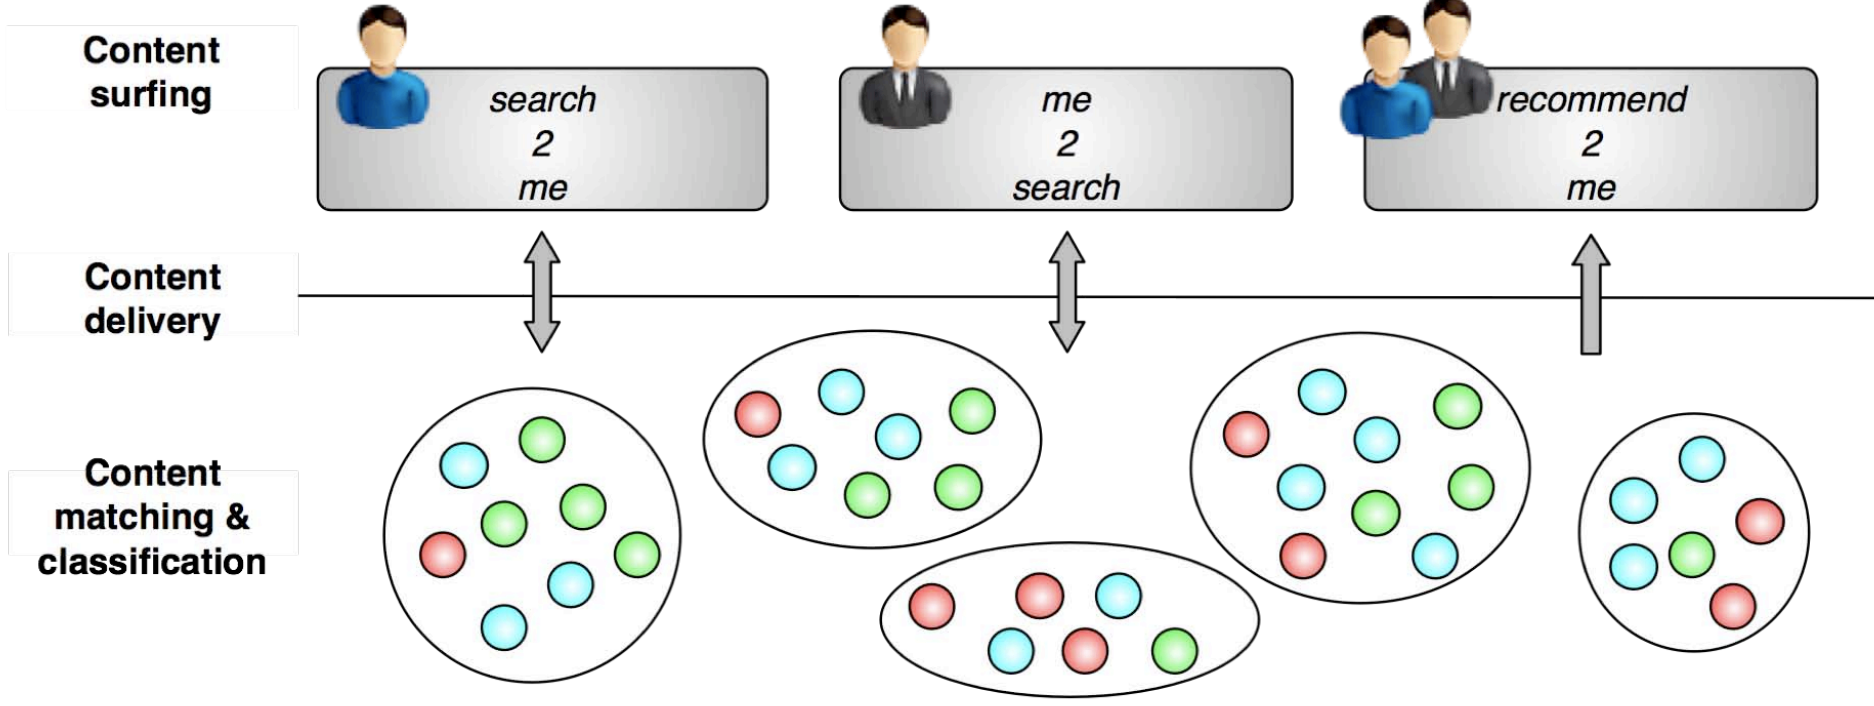 Content
surfing
search
2
me
me
2
search
recommend
2
me
Content
delivery
Content
matching &
classification